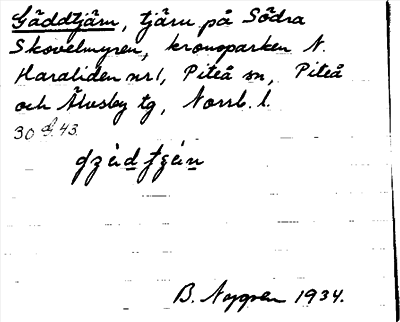 Gäddtjärn, tjärn på Södra
Skovelmyren, kronoparken N.
Haraliden nr 1, Piteå sn, Piteå
och Älvsby tg, Norrb. l.
30 43.
B. Nygren 1934.